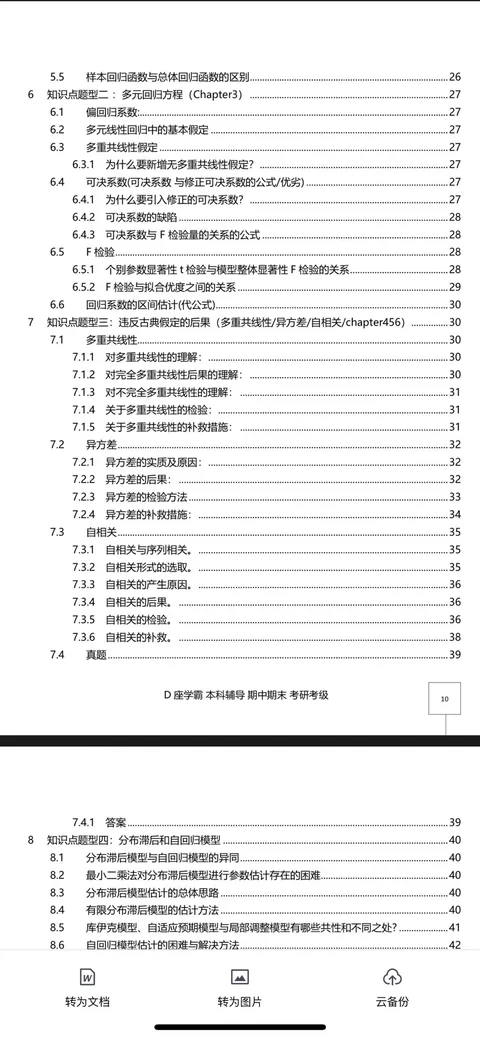 5.5 样本回归函数与总体回归函数的区别 26
6 知识点题型二：多元回归方程（Chapter3） 27
6.1 偏回归系数: 27
6.2 多元线性回归中的基本假定 27
6.3 多重共线性假定 27
6.3.1 为什么要新增无多重共线性假定？ 27
6.4 可决系数(可决系数 与修正可决系数的公式/优劣) 27
6.4.1 为什么要引入修正的可决系数？ 27
6.4.2 可决系数的缺陷 28
6.4.3 可决系数与 F 检验量的关系的公式 28
6.5 F 检验 28
6.5.1 个别参数显著性 t 检验与模型整体显著性 F 检验的关系 28
6.5.2 F 检验与拟合优度之间的关系 29
6.6 回归系数的区间估计(代公式) 30
7 知识点题型三：违反古典假定的后果（多重共线性/异方差/自相关/chapter456） 30
7.1 多重共线性 30
7.1.1 对多重共线性的理解： 30
7.1.2 对完全多重共线性后果的理解： 30
7.1.3 对不完全多重共线性的理解： 31
7.1.4 关于多重共线性的检验： 31
7.1.5 关于多重共线性的补救措施： 31
7.2 异方差 32
7.2.1 异方差的实质及原因： 32
7.2.2 异方差的后果： 32
7.2.3 异方差的检验方法 33
7.2.4 异方差的补救措施： 34
7.3 自相关 35
7.3.1 自相关与序列相关。 35
7.3.2 自相关形式的选取。 35
7.3.3 自相关的产生原因。 36
7.3.4 自相关的后果。 36
7.3.5 自相关的检验。 36
7.3.6 自相关的补救。 38
7.4 真题 39
D 座学霸 本科辅导 期中期末 考研考级
10
7.4.1 答案 39
8 知识点题型四：分布滞后和自回归模型 40
8.1 分布滞后模型与自回归模型的异同 40
8.2 最小二乘法对分布滞后模型进行参数估计存在的困难 40
8.3 分布滞后模型估计的总体思路 40
8.4 有限分布滞后模型的估计方法 40
8.5 库伊克模型、自适应预期模型与局部调整模型有哪些共性和不同之处？ 41
8.6 自回归模型估计的困难与解决方法 42
W
转为文档 转为图片 云备份